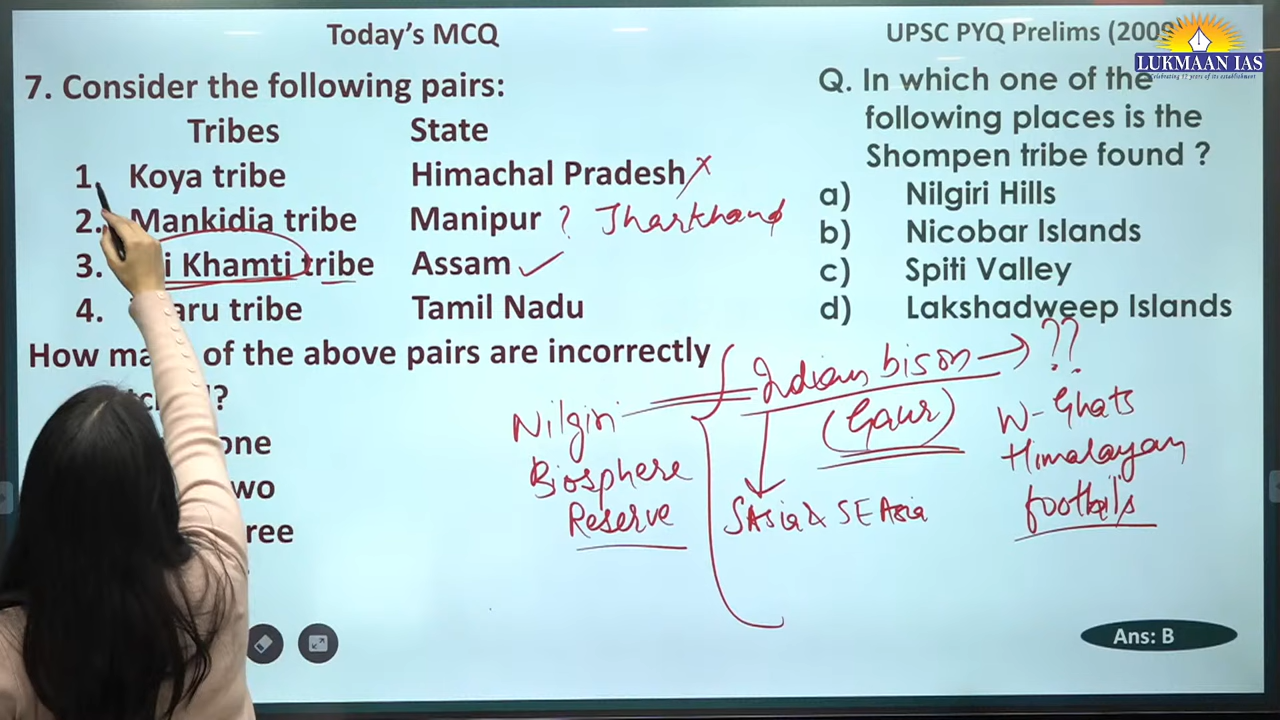 Today's MCQ
UPSC PYQ Prelims (2009
LUKMAAN IAS
7. Consider the following pairs:
Tribes State
1. Koya tribe Himachal Pradesh x
2. Mankidia tribe Manipur ? Jharkhand
3. i Khamti tribe Assam ✓
4. aru tribe Tamil Nadu
How ma of the above pairs are incorrectly
tc d?
one
wo
ree
Q. In which one of the
following places is the
Shompen tribe found ?
a) Nilgiri Hills
b) Nicobar Islands
c) Spiti Valley
d) Lakshadweep Islands
Indian bison → ??
(Gaur)
Nilgiri
Biosphere
Reserve
SAsia & SE Asia
W-Ghats
Himalayan
foothills
Ans: B